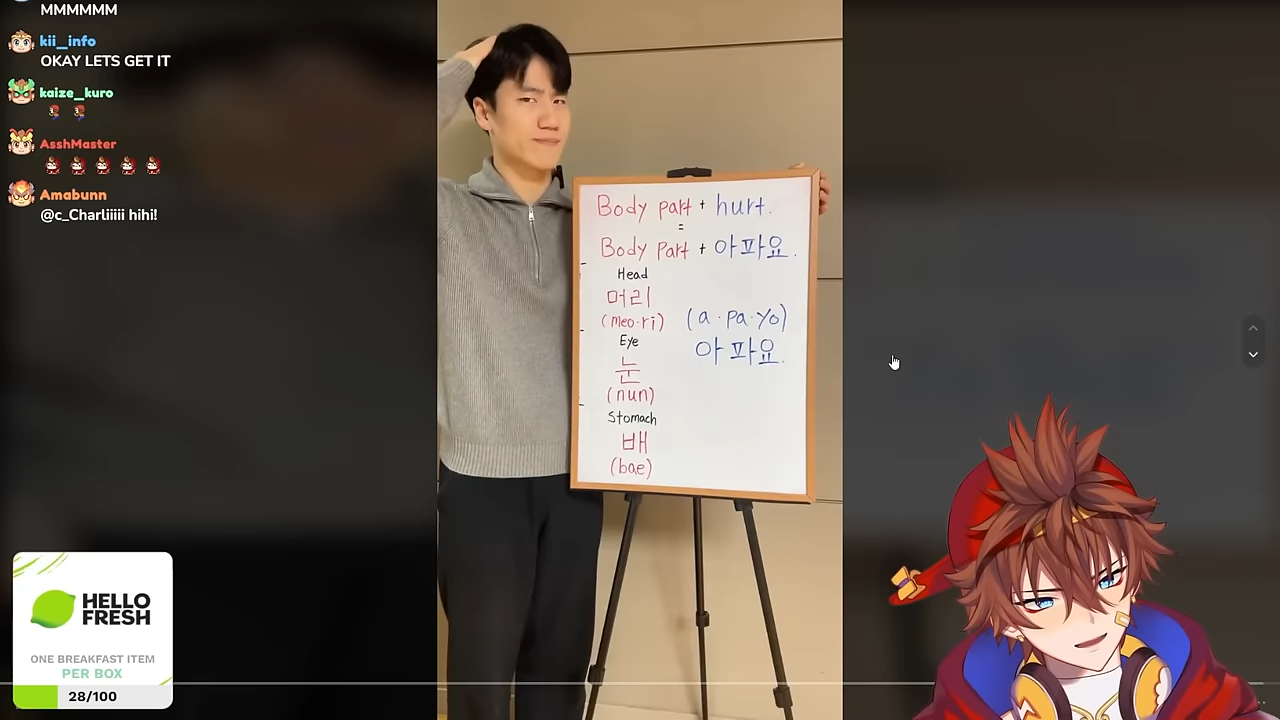 MMMMMM
kii_info
OKAY LETS GET IT
kaize_kuro
AsshMaster
Amabunn
@c_Charliiiii hihi!
Body part + hurt.
=
Body part + 아파요.
Head
머리
(meo·ri)
(a·pa·yo)
아파요.
Eye
눈
(nun)
Stomach
배
(bae)
HELLO
FRESH
ONE BREAKFAST ITEM
PER BOX
28/100